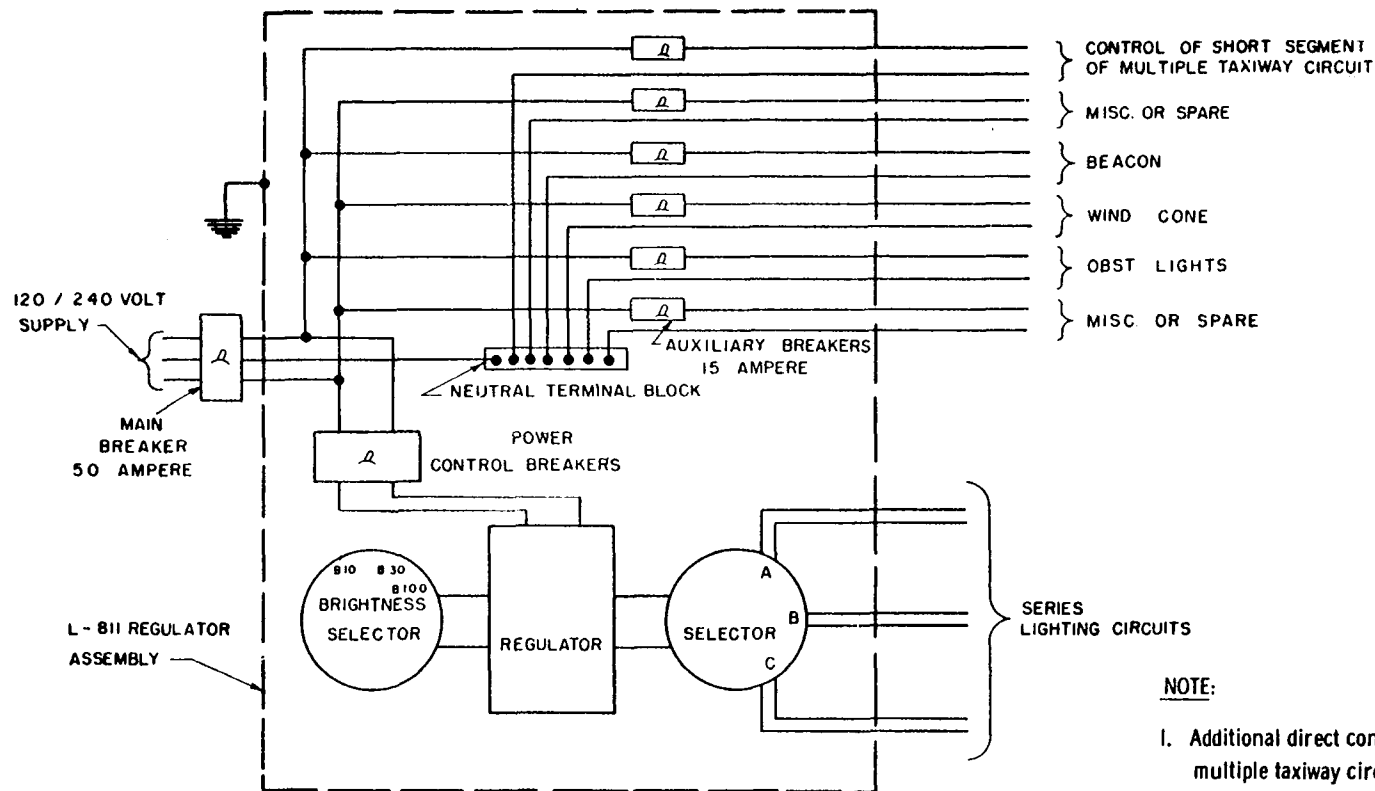 CONTROL OF SHORT SEGMENT
OF MULTIPLE TAXIWAY CIRCUIT
MISC. OR SPARE
BEACON
WIND CONE
OBST LIGHTS
MISC. OR SPARE
120 / 240 VOLT
SUPPLY
AUXILIARY BREAKERS
15 AMPERE
NEUTRAL TERMINAL BLOCK
MAIN
BREAKER
50 AMPERE
POWER
CONTROL BREAKERS
B10 B30
B100
BRIGHTNESS
SELECTOR
REGULATOR
A
SELECTOR B
C
SERIES
LIGHTING CIRCUITS
L-811 REGULATOR
ASSEMBLY
NOTE:
1. Additional direct con
multiple taxiway circ